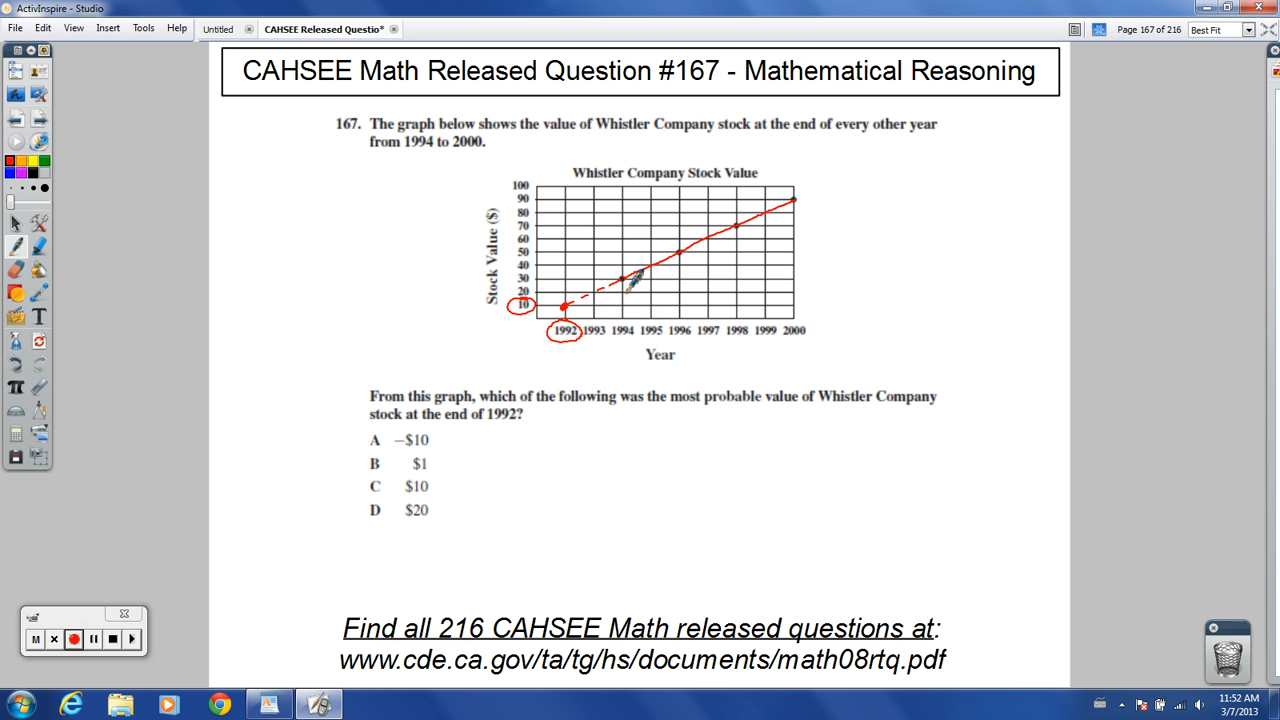 ActivInspire - Studio
File Edit View Insert Tools Help
Untitled
CAHSEE Released Questio*
Page 167 of 216
Best Fit
CAHSEE Math Released Question #167 - Mathematical Reasoning
167. The graph below shows the value of Whistler Company stock at the end of every other year
from 1994 to 2000.
Whistler Company Stock Value
Stock Value ($)
100
90
80
70
60
50
40
30
20
10
1992 1993 1994 1995 1996 1997 1998 1999 2000
Year
From this graph, which of the following was the most probable value of Whistler Company
stock at the end of 1992?
A –$10
B $1
C $10
D $20
Find all 216 CAHSEE Math released questions at:
www.cde.ca.gov/ta/tg/hs/documents/math08rtq.pdf
M
11:52 AM
3/7/2013